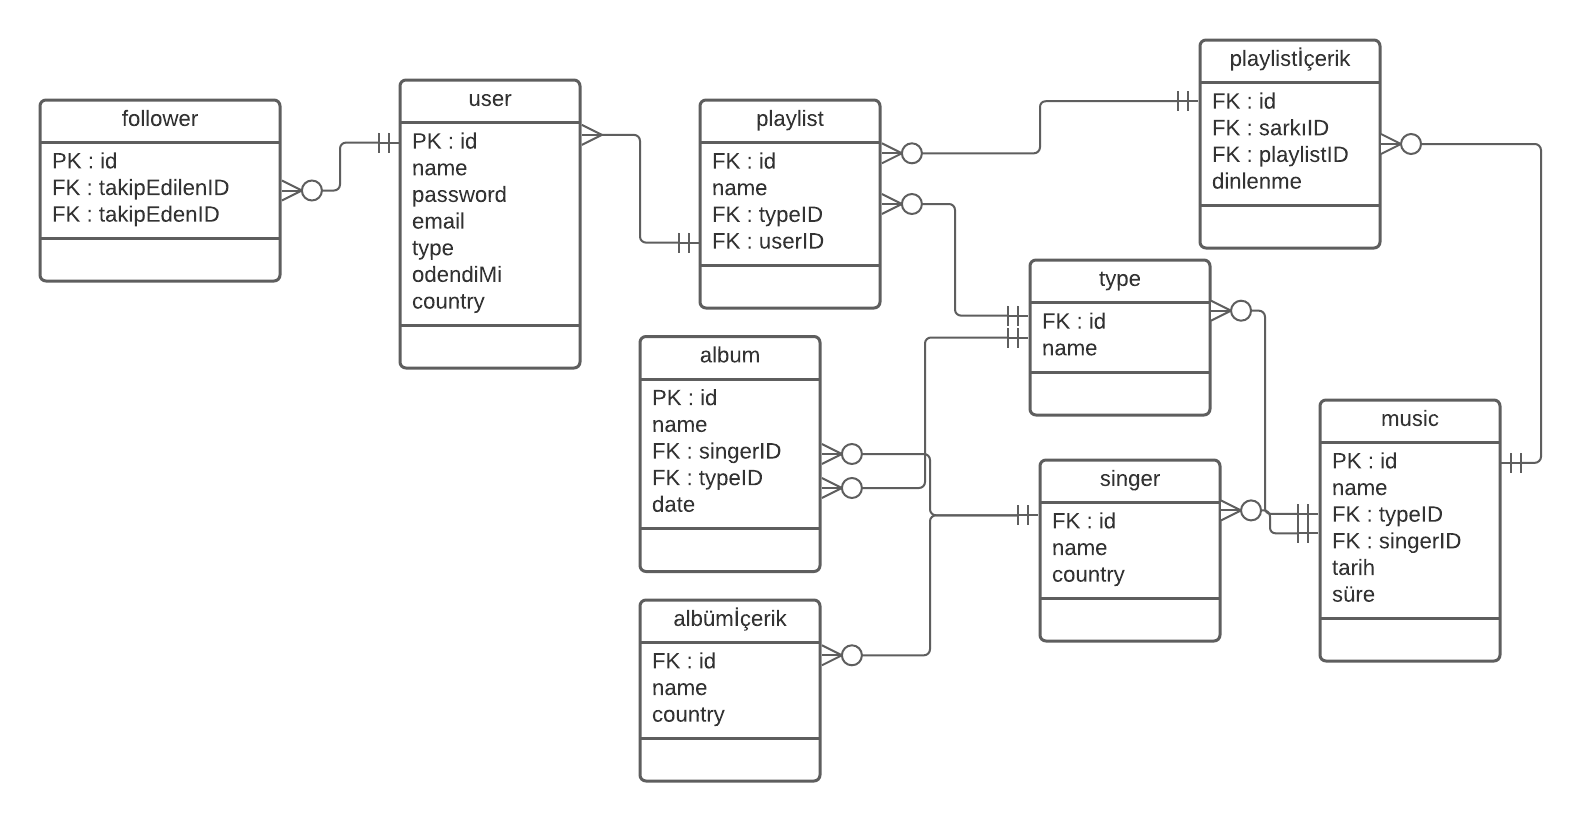 follower
PK : id
FK : takipEdilenID
FK : takipEdenID
user
PK : id
name
password
email
type
odendiMi
country
playlist
FK : id
name
FK : typeID
FK : userID
playlistİçerik
FK : id
FK : sarkıID
FK : playlistID
dinlenme
type
FK : id
name
album
PK : id
name
FK : singerID
FK : typeID
date
singer
FK : id
name
country
music
PK : id
name
FK : typeID
FK : singerID
tarih
süre
albümİçerik
FK : id
name
country